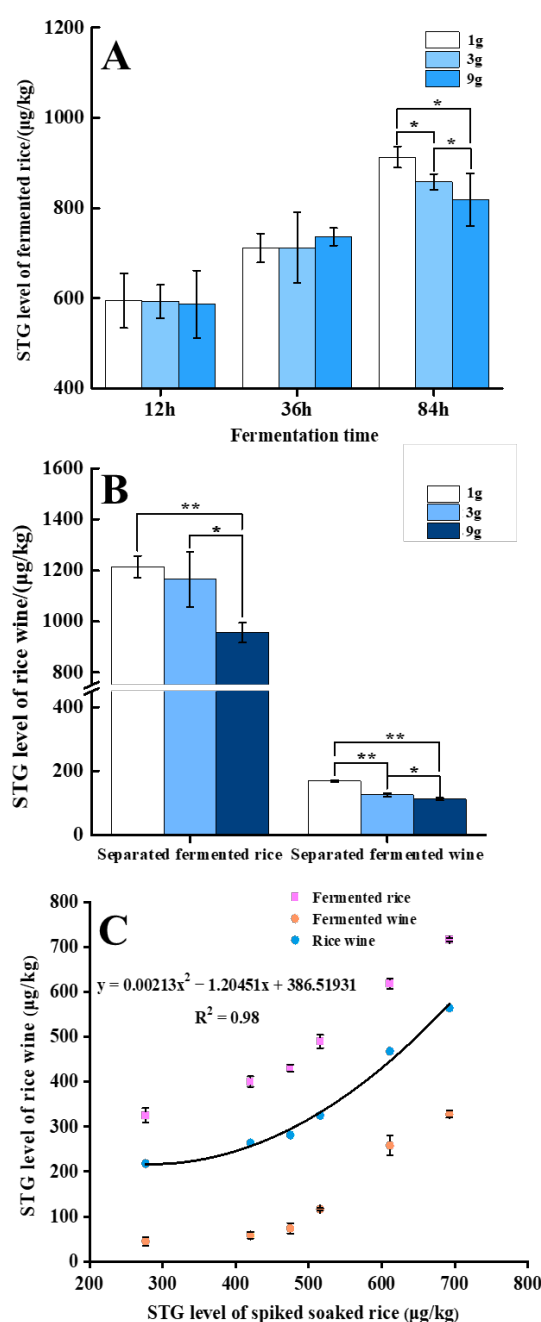 A
1g
3g
9g
*
*
*
STG level of fermented rice/(μg/kg)
1200
1000
800
600
400
12h 36h 84h
Fermentation time
B
1g
3g
9g
**
*
**
**
*
STG level of rice wine/(μg/kg)
1600
1400
1200
1000
800
400
200
0
Separated fermented rice Separated fermented wine
C
Fermented rice
Fermented wine
Rice wine
y = 0.00213x² − 1.20451x + 386.51931
R² = 0.98
STG level of rice wine (μg/kg)
800
700
600
500
400
300
200
100
0
200 300 400 500 600 700 800
STG level of spiked soaked rice (μg/kg)